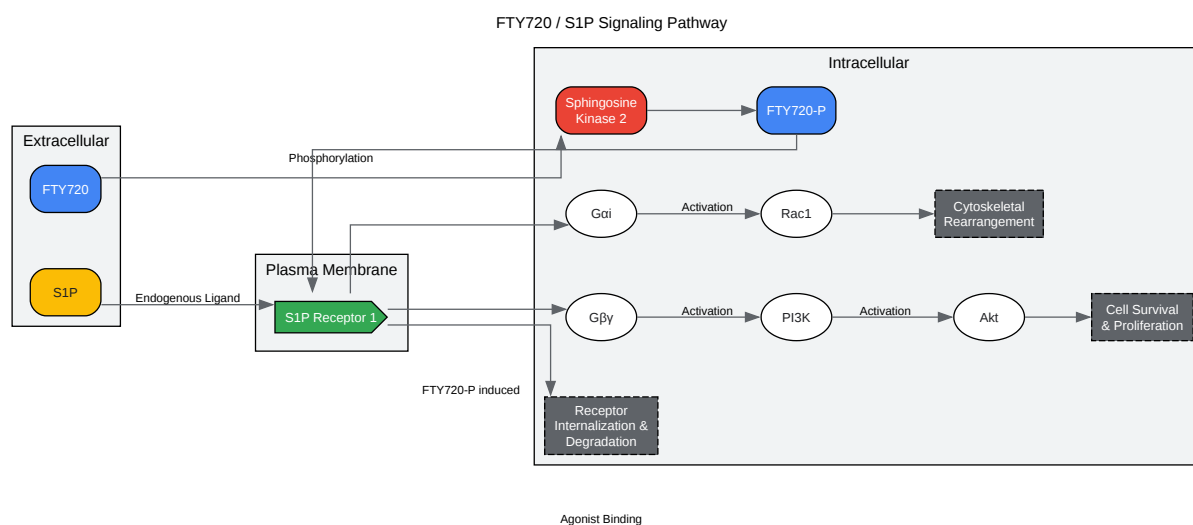 FTY720 / S1P Signaling Pathway
Intracellular
Sphingosine
Kinase 2
FTY720-P
Extracellular
Phosphorylation
FTY720
Gαi
Activation
Rac1
Cytoskeletal
Rearrangement
Plasma Membrane
S1P
Endogenous Ligand
S1P Receptor 1
Gβγ
Activation
PI3K
Activation
Akt
Cell Survival
& Proliferation
FTY720-P induced
Receptor
Internalization &
Degradation
Agonist Binding